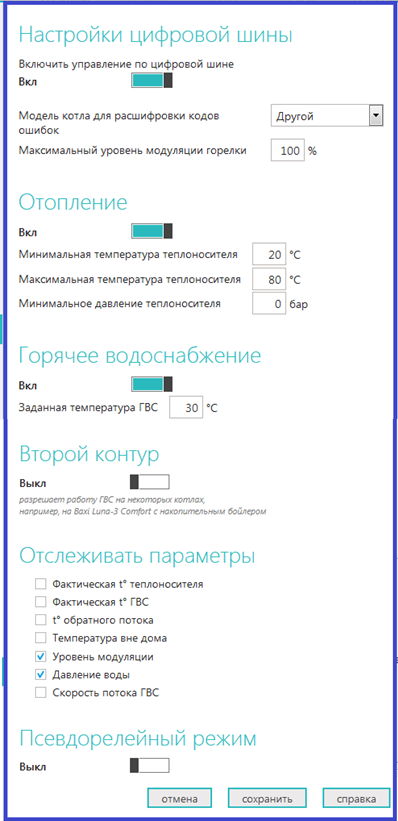 Настройки цифровой шины
Включить управление по цифровой шине
Вкл
Модель котла для расшифровки кодов
ошибок
Другой
Максимальный уровень модуляции горелки 100 %
Отопление
Вкл
Минимальная температура теплоносителя 20 °C
Максимальная температура теплоносителя 80 °C
Минимальное давление теплоносителя 0 бар
Горячее водоснабжение
Вкл
Заданная температура ГВС 30 °C
Второй контур
Выкл
разрешает работу ГВС на некоторых котлах,
например, на Baxi Luna-3 Comfort с накопительным бойлером
Отслеживать параметры
Фактическая t° теплоносителя
Фактическая t° ГВС
t° обратного потока
Температура вне дома
Уровень модуляции
Давление воды
Скорость потока ГВС
Псевдорелейный режим
Выкл
отмена сохранить справка